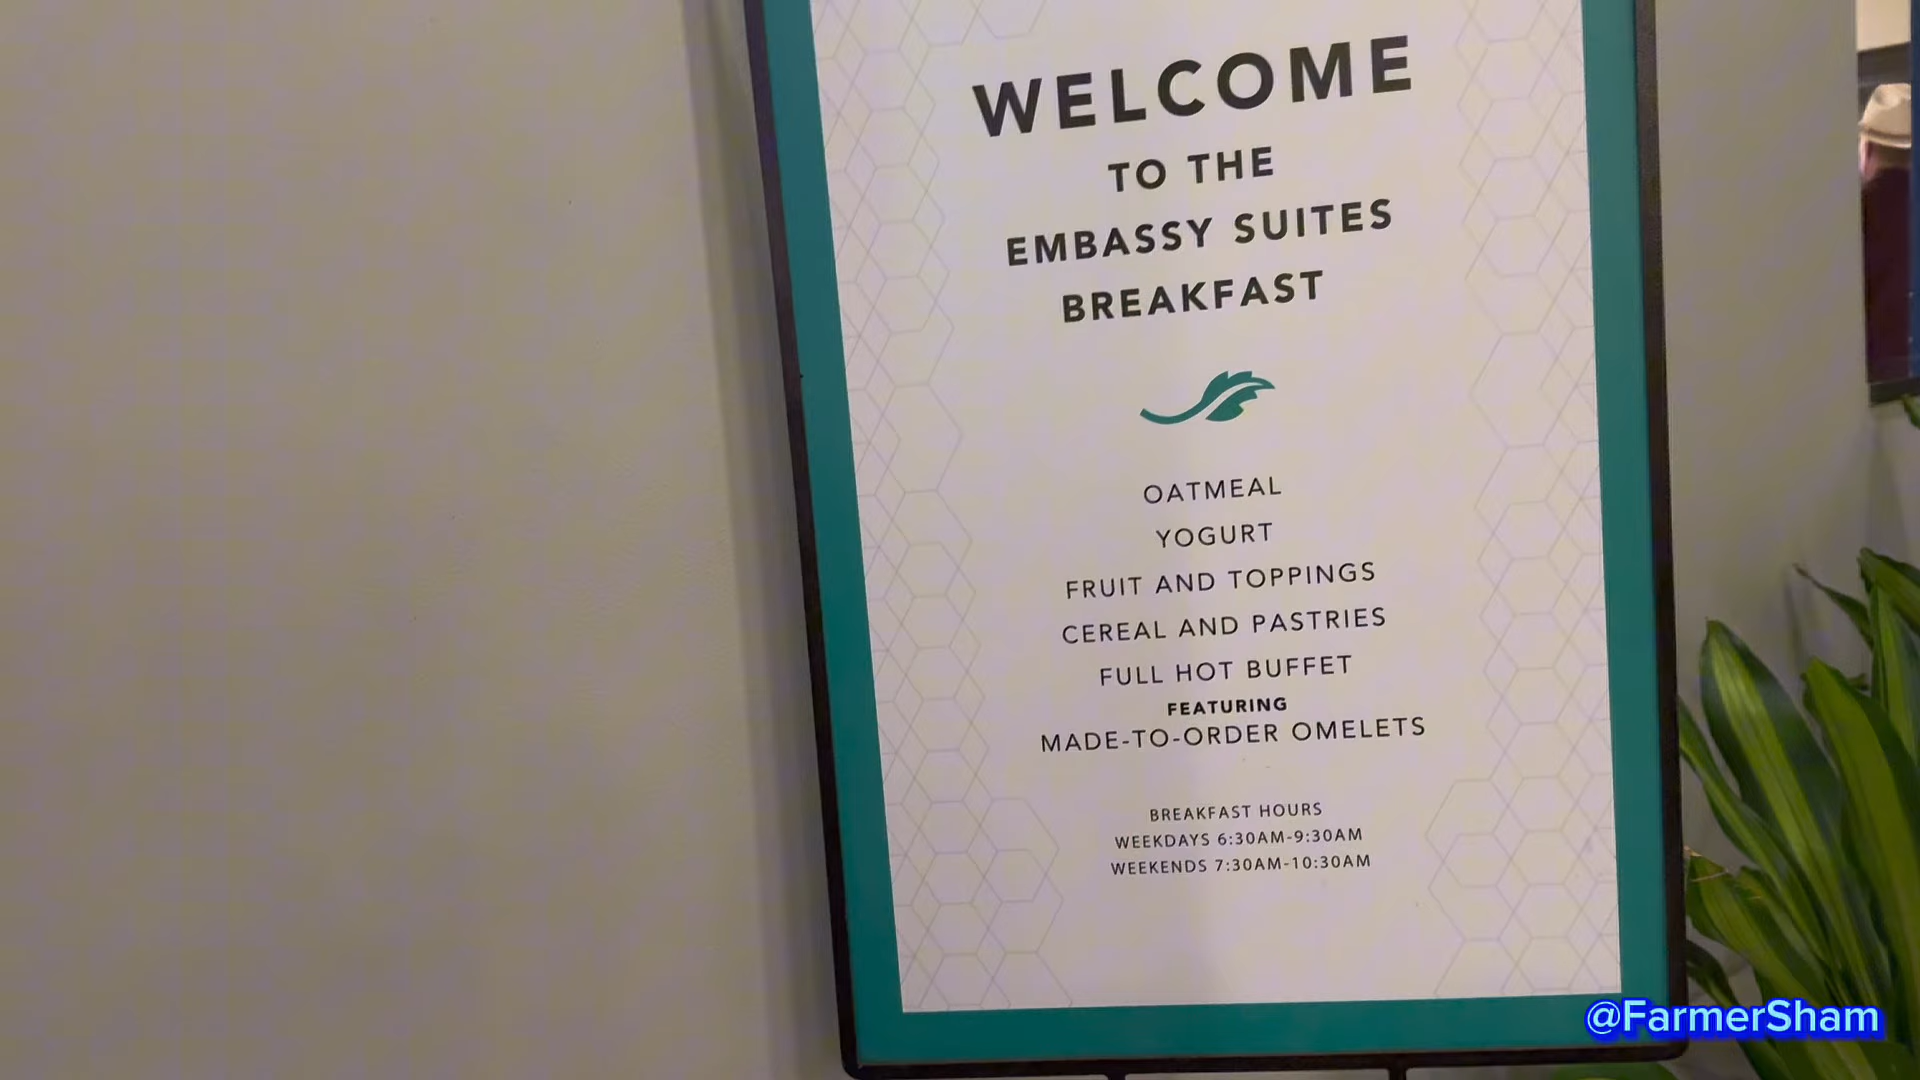 WELCOME
TO THE
EMBASSY SUITES
BREAKFAST
OATMEAL
YOGURT
FRUIT AND TOPPINGS
CEREAL AND PASTRIES
FULL HOT BUFFET
FEATURING
MADE-TO-ORDER OMELETS
BREAKFAST HOURS
WEEKDAYS 6:30AM-9:30AM
WEEKENDS 7:30AM-10:30AM
@FarmerSham